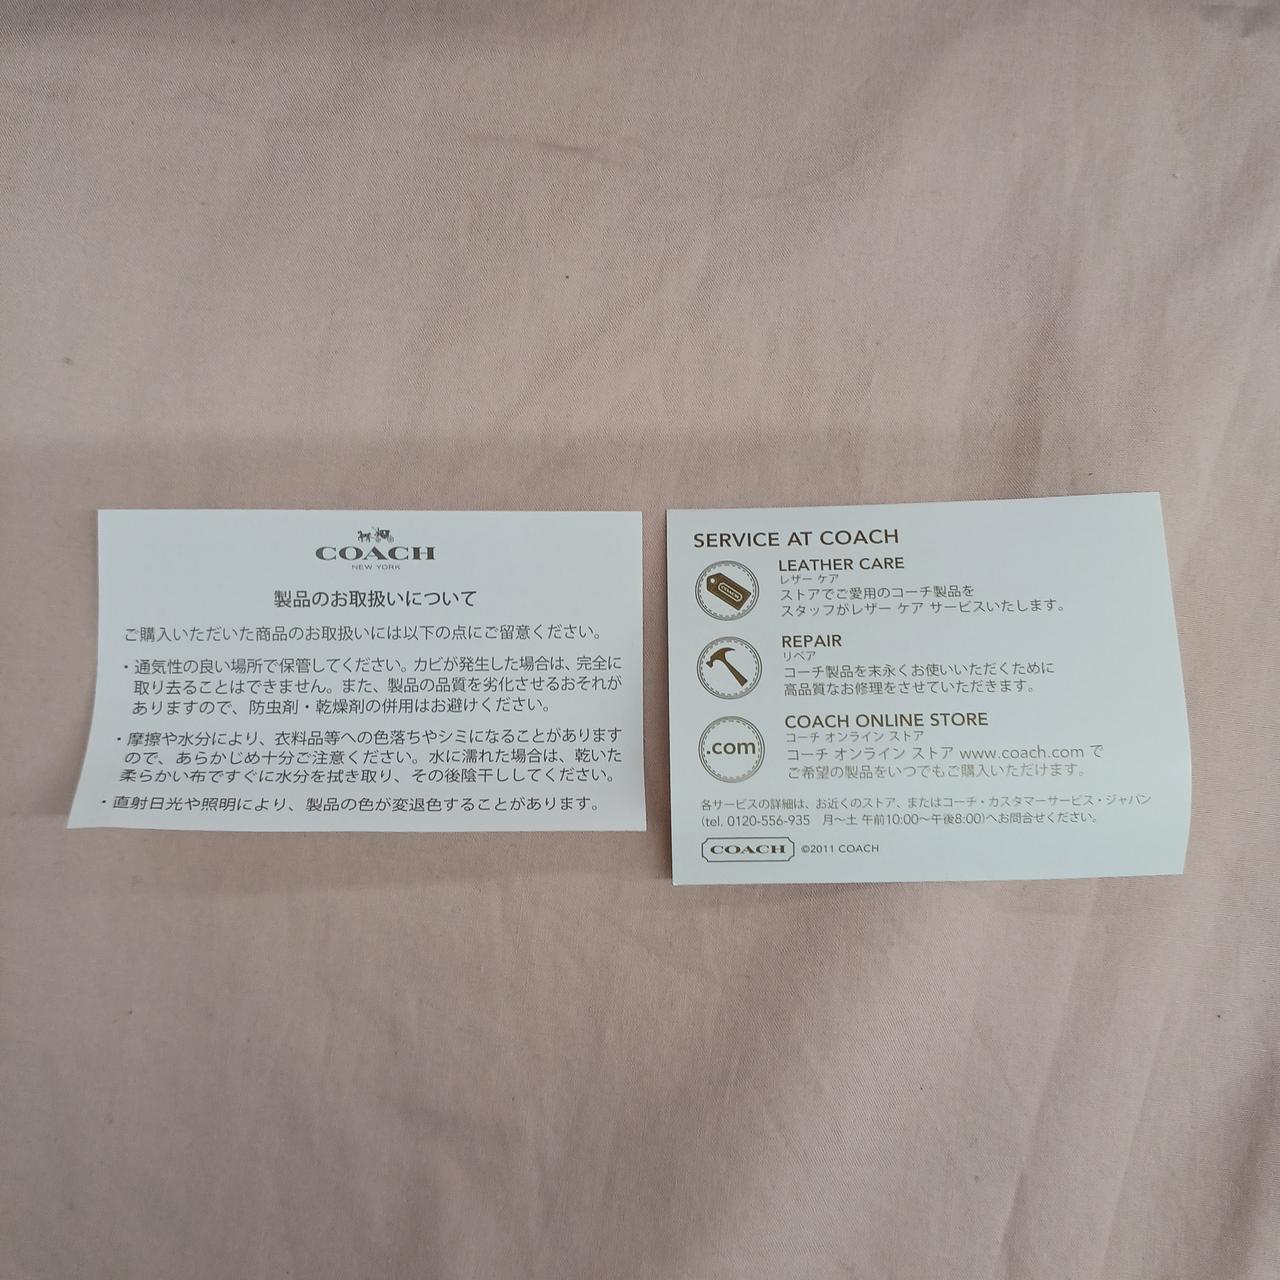 COACH
NEW YORK
製品のお取扱いについて
ご購入いただいた商品のお取扱いには以下の点にご留意ください。
・通気性の良い場所で保管してください。カビが発生した場合は、完全に
取り去ることはできません。また、製品の品質を劣化させるおそれが
ありますので、防虫剤・乾燥剤の併用はお避けください。
・摩擦や水分により、衣料品等への色落ちやシミになることがあります
ので、あらかじめ十分ご注意ください。水に濡れた場合は、乾いた
柔らかい布ですぐに水分を拭き取り、その後陰干ししてください。
・直射日光や照明により、製品の色が変退色することがあります。
SERVICE AT COACH
COACH
LEATHER CARE
レザー ケア
ストアでご愛用のコーチ製品を
スタッフがレザー ケア サービスいたします。
REPAIR
リペア
コーチ製品を末永くお使いいただくために
高品質なお修理をさせていただきます。
.com
COACH ONLINE STORE
コーチ オンライン ストア
コーチ オンライン ストア www.coach.com で
ご希望の製品をいつでもご購入いただけます。
各サービスの詳細は、お近くのストア、またはコーチ・カスタマーサービス・ジャパン
(tel. 0120-556-935　月〜土 午前10:00〜午後8:00)へお問合せください。
COACH ©2011 COACH